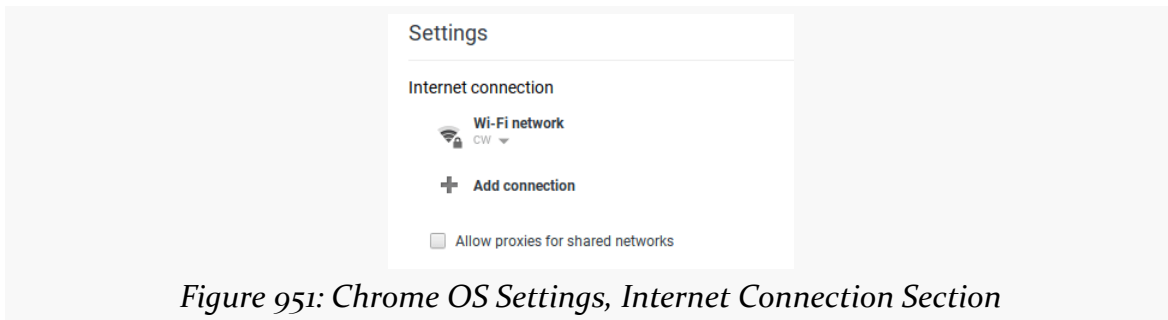 Settings
Internet connection
Wi-Fi network
CW
Add connection
Allow proxies for shared networks
Figure 951: Chrome OS Settings, Internet Connection Section